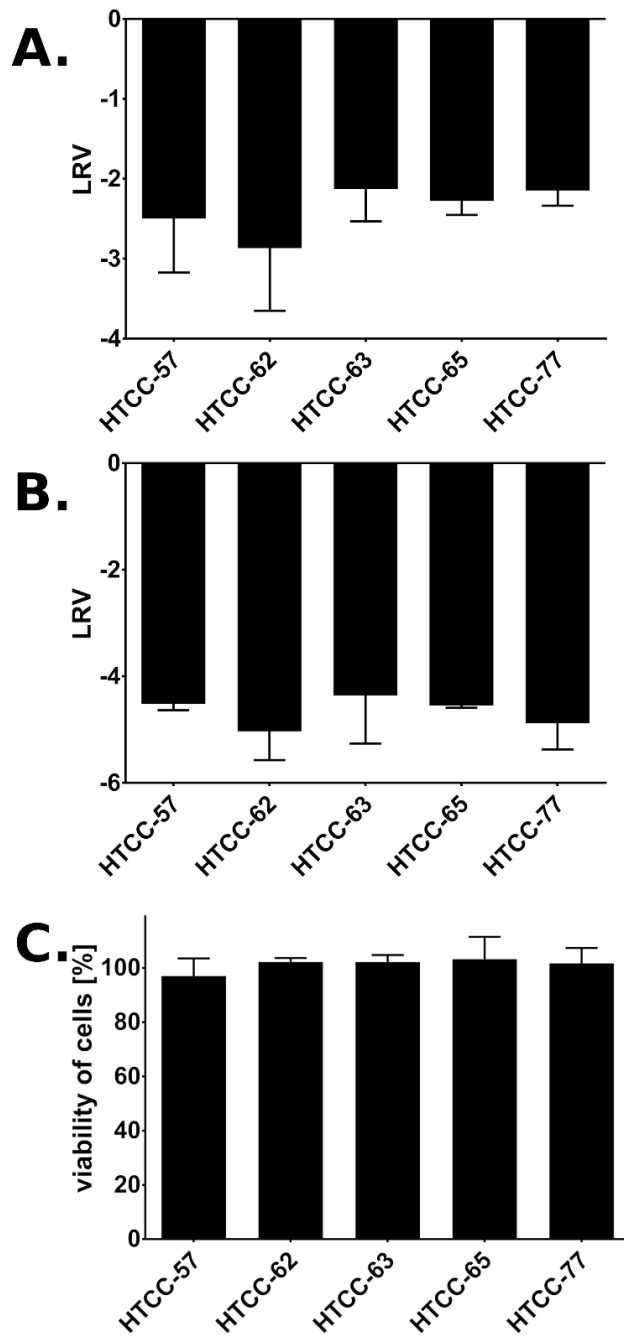 A.
LRV
0
-1
-2
-3
-4
HTCC-57
HTCC-62
HTCC-63
HTCC-65
HTCC-77
B.
LRV
0
-2
-4
-6
HTCC-57
HTCC-62
HTCC-63
HTCC-65
HTCC-77
C.
viability of cells [%]
100
80
60
40
20
0
HTCC-57
HTCC-62
HTCC-63
HTCC-65
HTCC-77